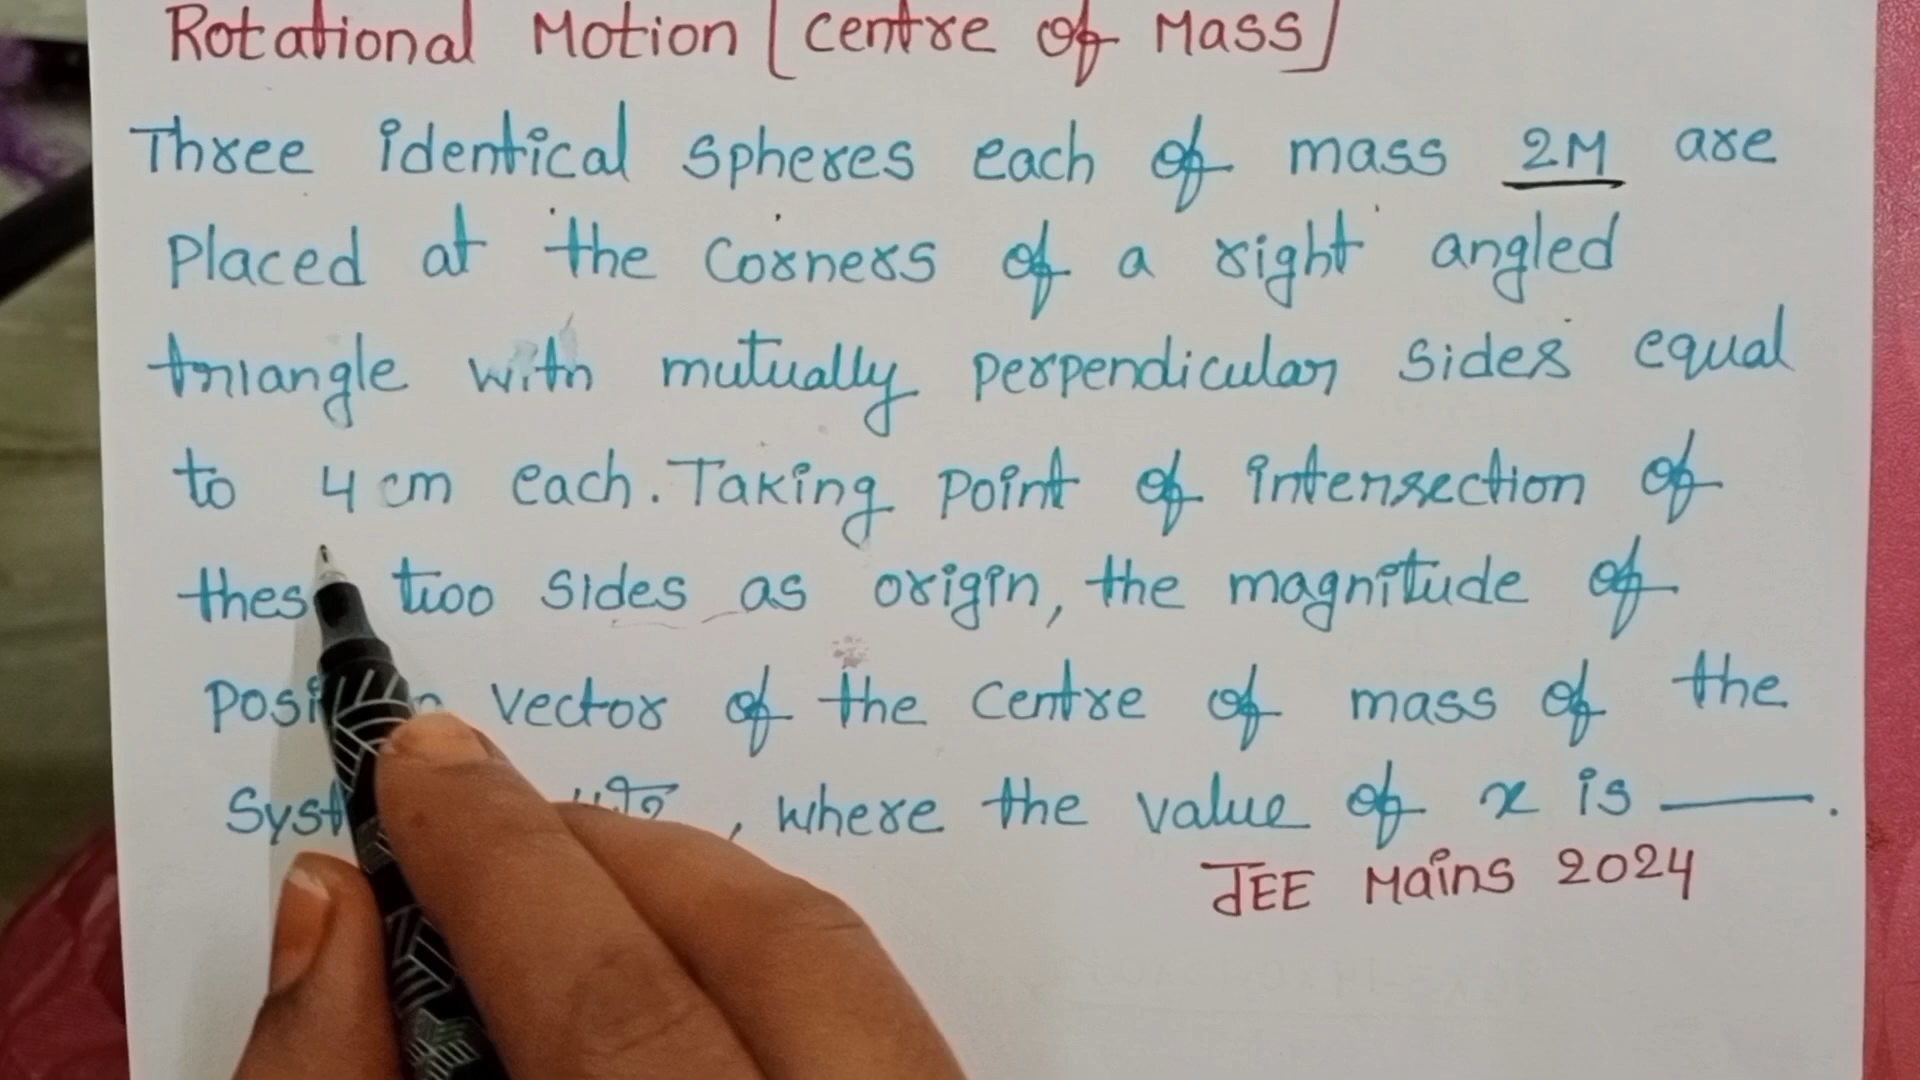 Rotational Motion [centre of Mass]
Three identical spheres each of mass 2M are
placed at the corners of a right angled
triangle with mutually perpendicular sides equal
to 4 cm each. Taking point of intersection of
two sides as origin, the magnitude of
vector of the centre of mass of the
, where the value of x is ___.
JEE Mains 2024